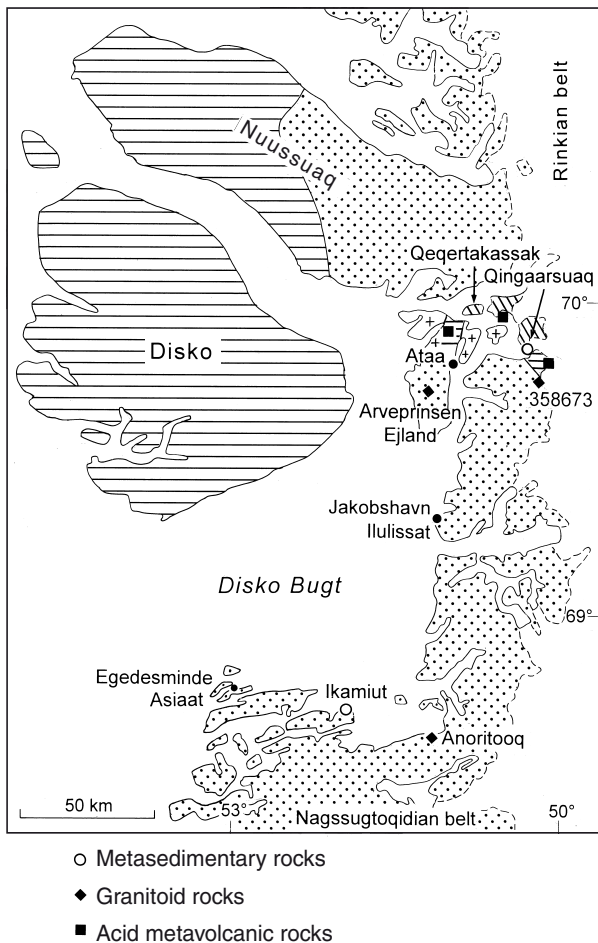 Rinkian belt
Nuussuaq
Qeqertakassak
Qingaarsuaq
70°
Disko
Ataa
358673
Arveprinsen
Ejland
Jakobshavn
Ilulissat
Disko Bugt
69°
Egedesminde
Asiaat
Ikamiut
Anoritooq
50 km
53°
50°
Nagssugtoqidian belt
Metasedimentary rocks
Granitoid rocks
Acid metavolcanic rocks